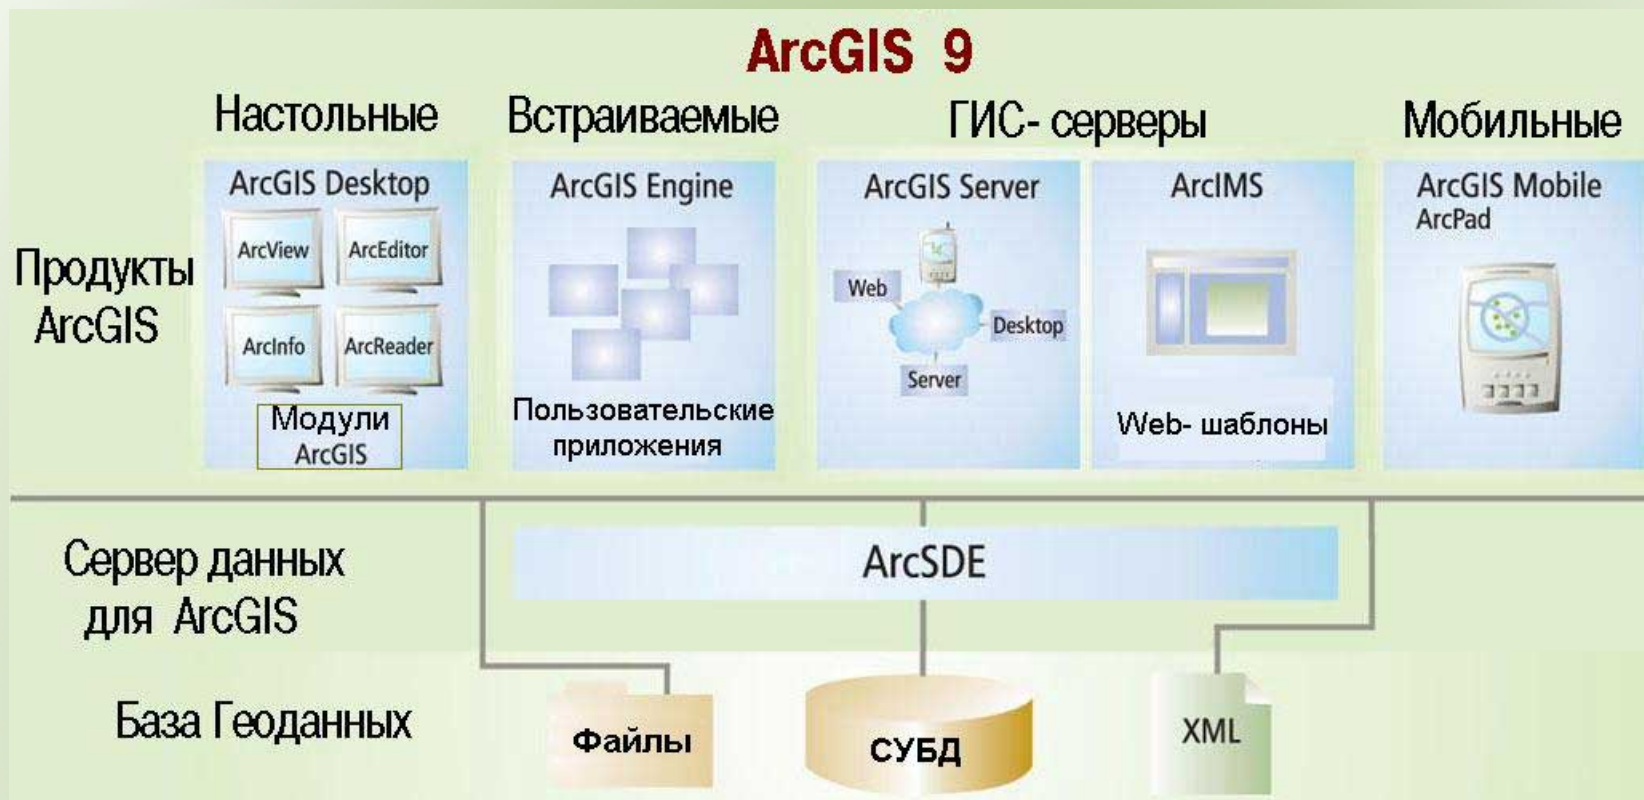 ArcGIS 9
Настольные
Встраиваемые
ГИС- серверы
Мобильные
Продукты
ArcGIS
ArcGIS Desktop
ArcView
ArcEditor
ArcInfo
ArcReader
Модули
ArcGIS
ArcGIS Engine
Пользовательские
приложения
ArcGIS Server
Web
Desktop
Server
ArcIMS
Web- шаблоны
ArcGIS Mobile
ArcPad
Сервер данных
для ArcGIS
ArcSDE
База Геоданных
Файлы
СУБД
XML